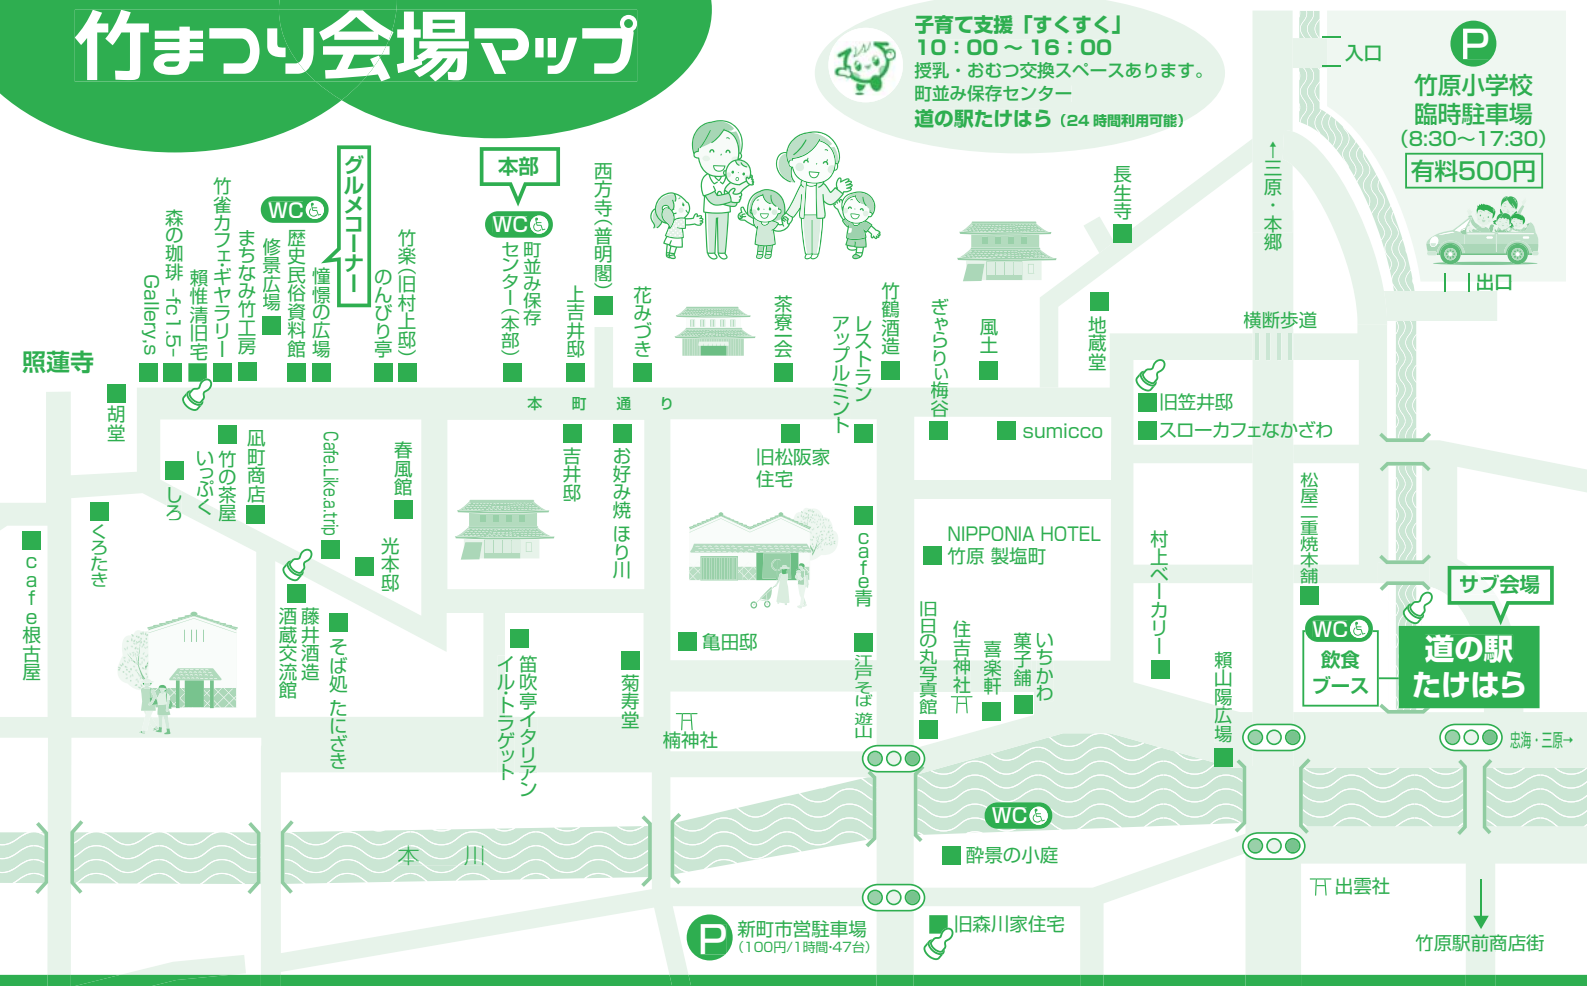 竹まつり会場マップ
子育て支援「すくすく」
10：00 ～ 16：00
授乳・おむつ交換スペースあります。
町並み保存センター
道の駅たけはら（24 時間利用可能）
入口
P
竹原小学校
臨時駐車場
（8:30～17:30）
有料500円
出口
←三原・本郷
横断歩道
照蓮寺
胡堂
Gallery,s
森の珈琲 -fc1.5-
頼惟清旧宅
竹雀カフェ・ギャラリー
まちなみ竹工房
修景広場
WC
歴史民俗資料館
憧憬の広場
グルメコーナー
のんびり亭
竹楽（旧村上邸）
本部
WC
町並み保存
センター（本部）
上吉井邸
西方寺（普明閣）
花みづき
茶寮一会
レストラン
アップルミント
竹鶴酒造
ぎゃらりぃ梅谷
風土
長生寺
地蔵堂
本町通り
旧笠井邸
スローカフェなかざわ
sumicco
しろ
竹の茶屋
いっぷく
凪町商店
Cafe.Like.a.trip
春風館
光本邸
吉井邸
お好み焼 ほり川
旧松阪家
住宅
cafe青
NIPPONIA HOTEL
竹原 製塩町
村上ベーカリー
松屋二重焼本舗
くろたき
cafe根古屋
藤井酒造
酒蔵交流館
そば処 たにざき
笛吹亭イタリアン
イル・トラゲット
菊寿堂
亀田邸
楠神社
江戸そば 遊山
旧日の丸写真館
住吉神社
喜楽軒
いちかわ
菓子舗
頼山陽広場
WC
飲食
ブース
サブ会場
道の駅
たけはら
忠海・三原→
本川
WC
酔景の小庭
旧森川家住宅
P
新町市営駐車場
（100円/1時間・47台）
出雲社
竹原駅前商店街